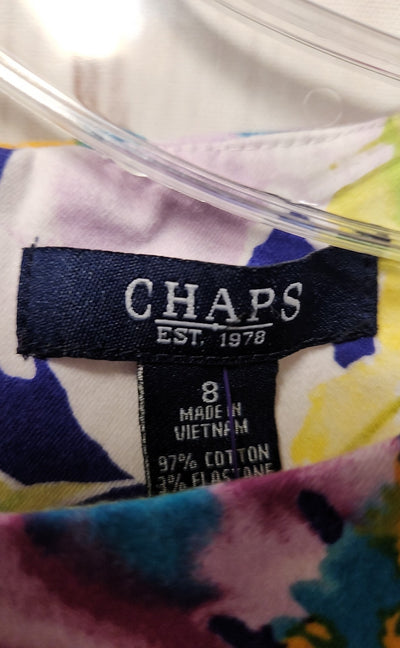 CHAPS
EST. 1978
8
MADE IN
VIETNAM
97% COTTON
3% ELASTANE